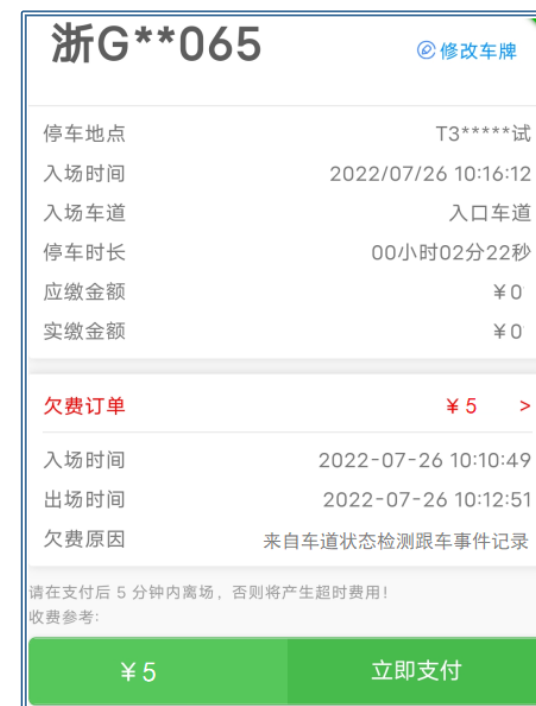 浙G**065 修改车牌
停车地点 T3*****试
入场时间 2022/07/26 10:16:12
入场车道 入口车道
停车时长 00小时02分22秒
应缴金额 ¥0
实缴金额 ¥0
欠费订单 ¥5 >
入场时间 2022-07-26 10:10:49
出场时间 2022-07-26 10:12:51
欠费原因 来自车道状态检测跟车事件记录
请在支付后 5 分钟内离场，否则将产生超时费用!
收费参考:
¥5 立即支付